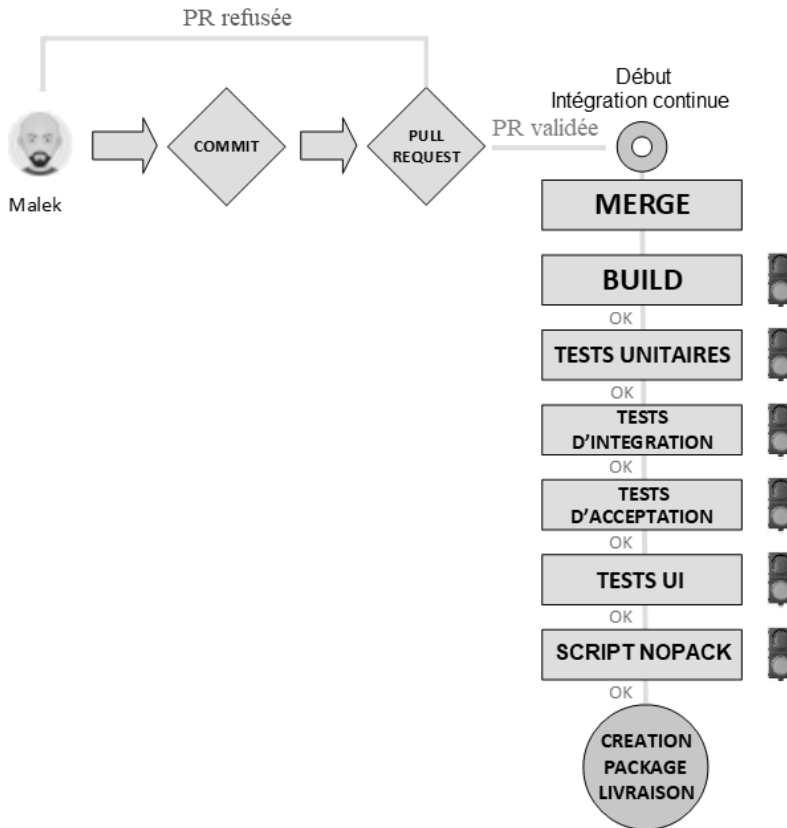 PR refusée
Début
Intégration continue
Malek
COMMIT
PULL
REQUEST
PR validée
MERGE
BUILD
OK
TESTS UNITAIRES
OK
TESTS
D'INTEGRATION
OK
TESTS
D'ACCEPTATION
OK
TESTS UI
OK
SCRIPT NOPACK
OK
CREATION
PACKAGE
LIVRAISON